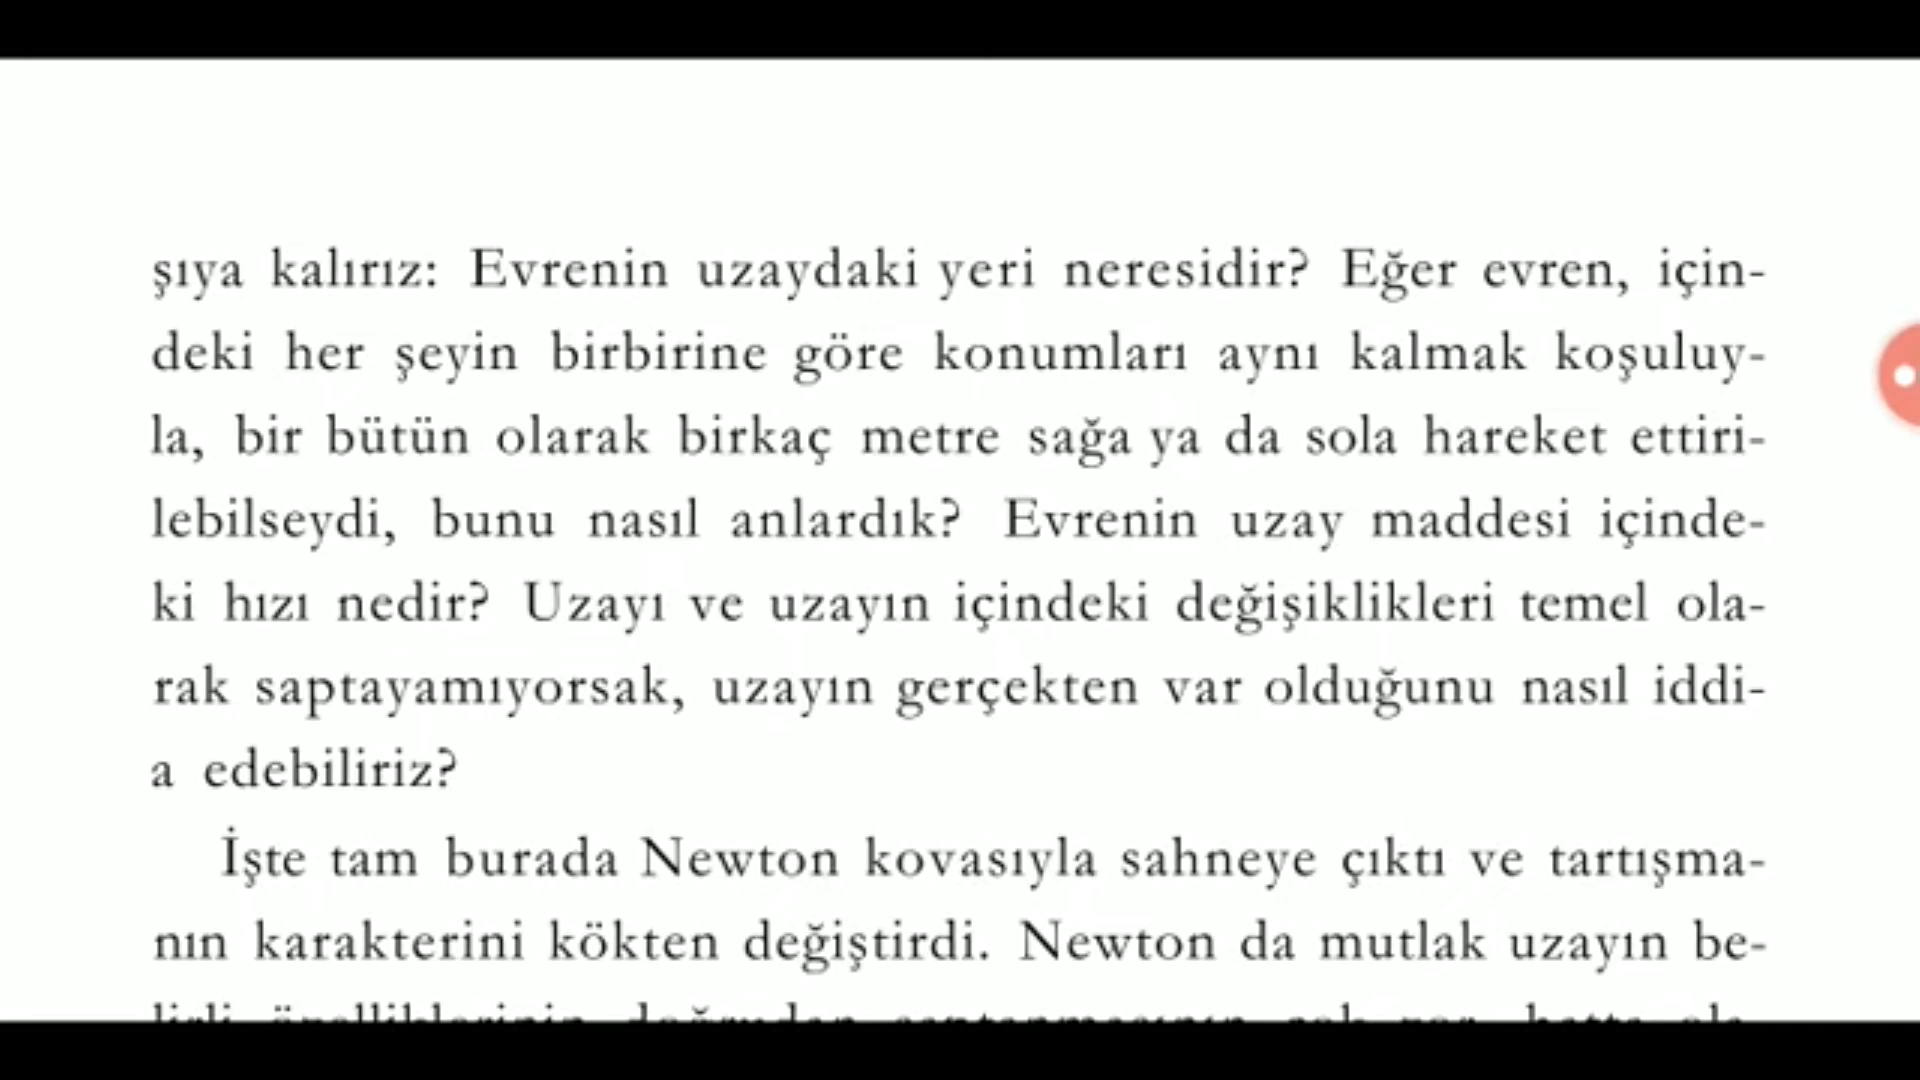 şıya kalırız: Evrenin uzaydaki yeri neresidir? Eğer evren, için-
deki her şeyin birbirine göre konumları aynı kalmak koşuluy-
la, bir bütün olarak birkaç metre sağa ya da sola hareket ettiri-
lebilseydi, bunu nasıl anlardık? Evrenin uzay maddesi içinde-
ki hızı nedir? Uzayı ve uzayın içindeki değişiklikleri temel ola-
rak saptayamıyorsak, uzayın gerçekten var olduğunu nasıl iddi-
a edebiliriz?
İşte tam burada Newton kovasıyla sahneye çıktı ve tartışma-
nın karakterini kökten değiştirdi. Newton da mutlak uzayın be-